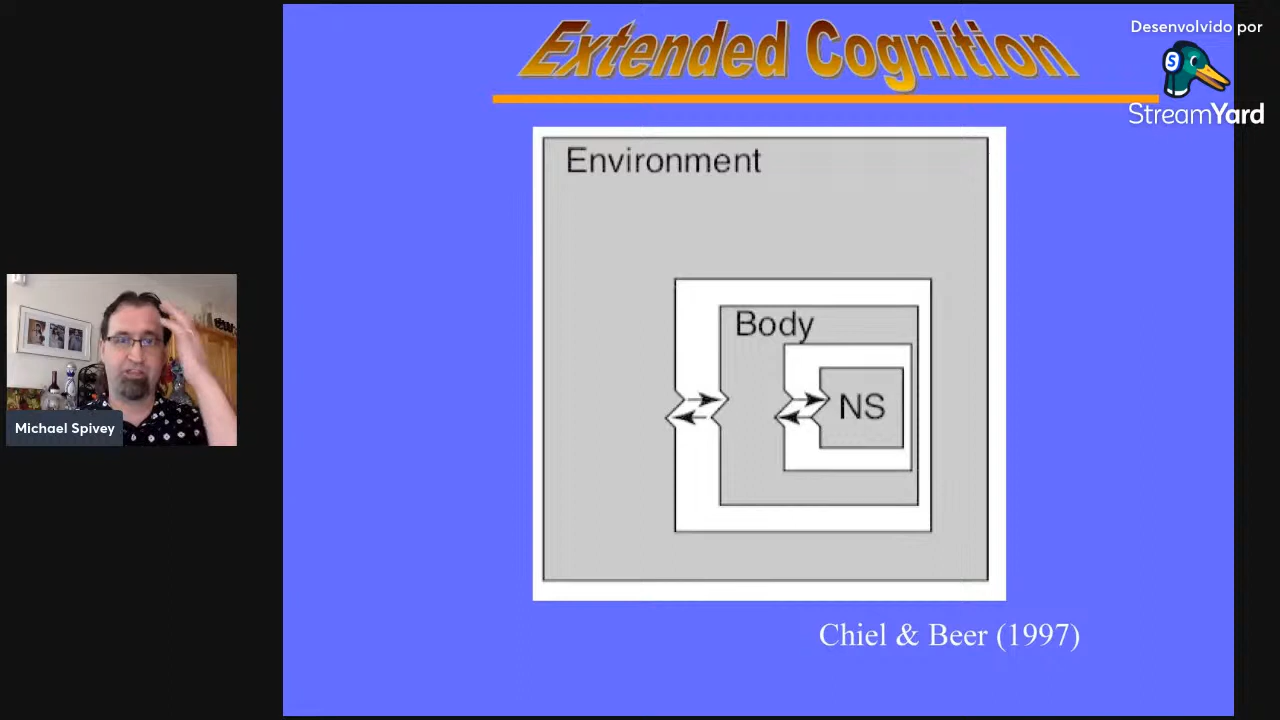 Extended Cognition
Desenvolvido por
StreamYard
Environment
Body
NS
Michael Spivey
Chiel & Beer (1997)